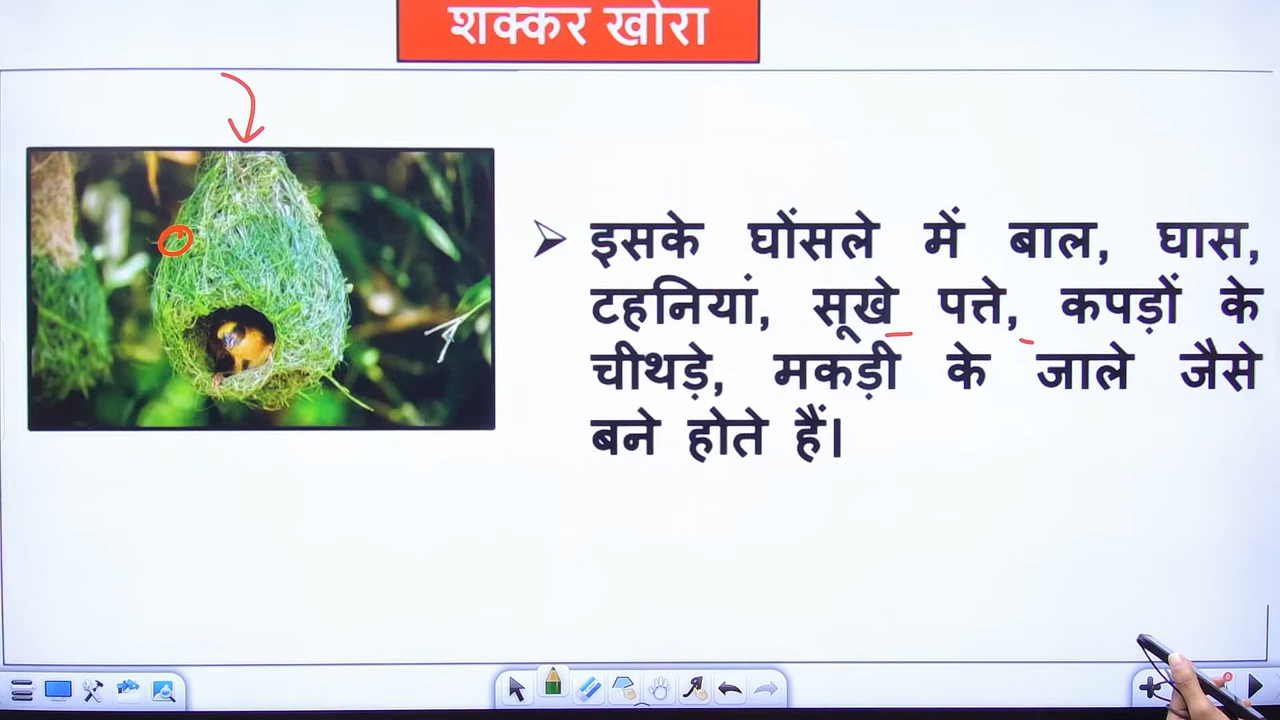 शक्कर खोरा
इसके घोंसले में बाल, घास,
टहनियां, सूखे पत्ते, कपड़ों के
चीथड़े, मकड़ी के जाले जैसे
बने होते हैं।